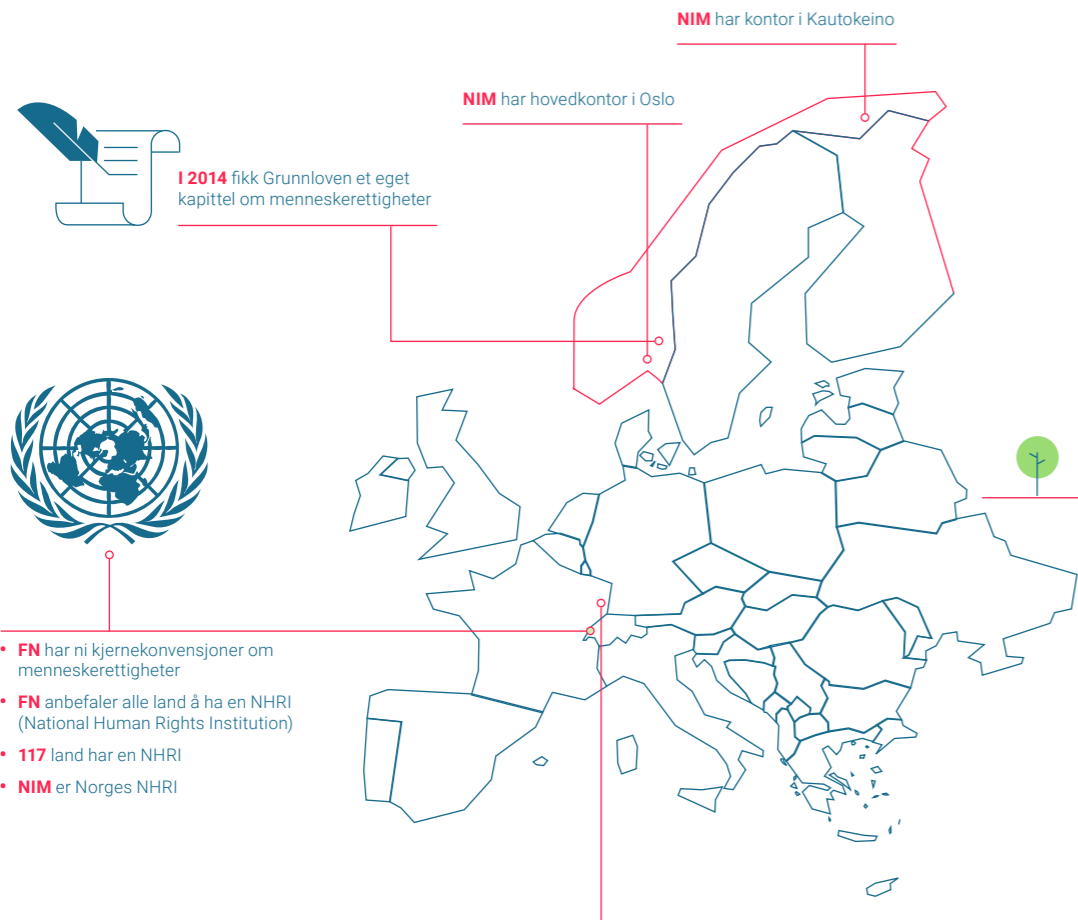 NIM har kontor i Kautokeino
NIM har hovedkontor i Oslo
I 2014 fikk Grunnloven et eget
kapittel om menneskerettigheter
• FN har ni kjernekonvensjoner om
menneskerettigheter
• FN anbefaler alle land å ha en NHRI
(National Human Rights Institution)
• 117 land har en NHRI
• NIM er Norges NHRI